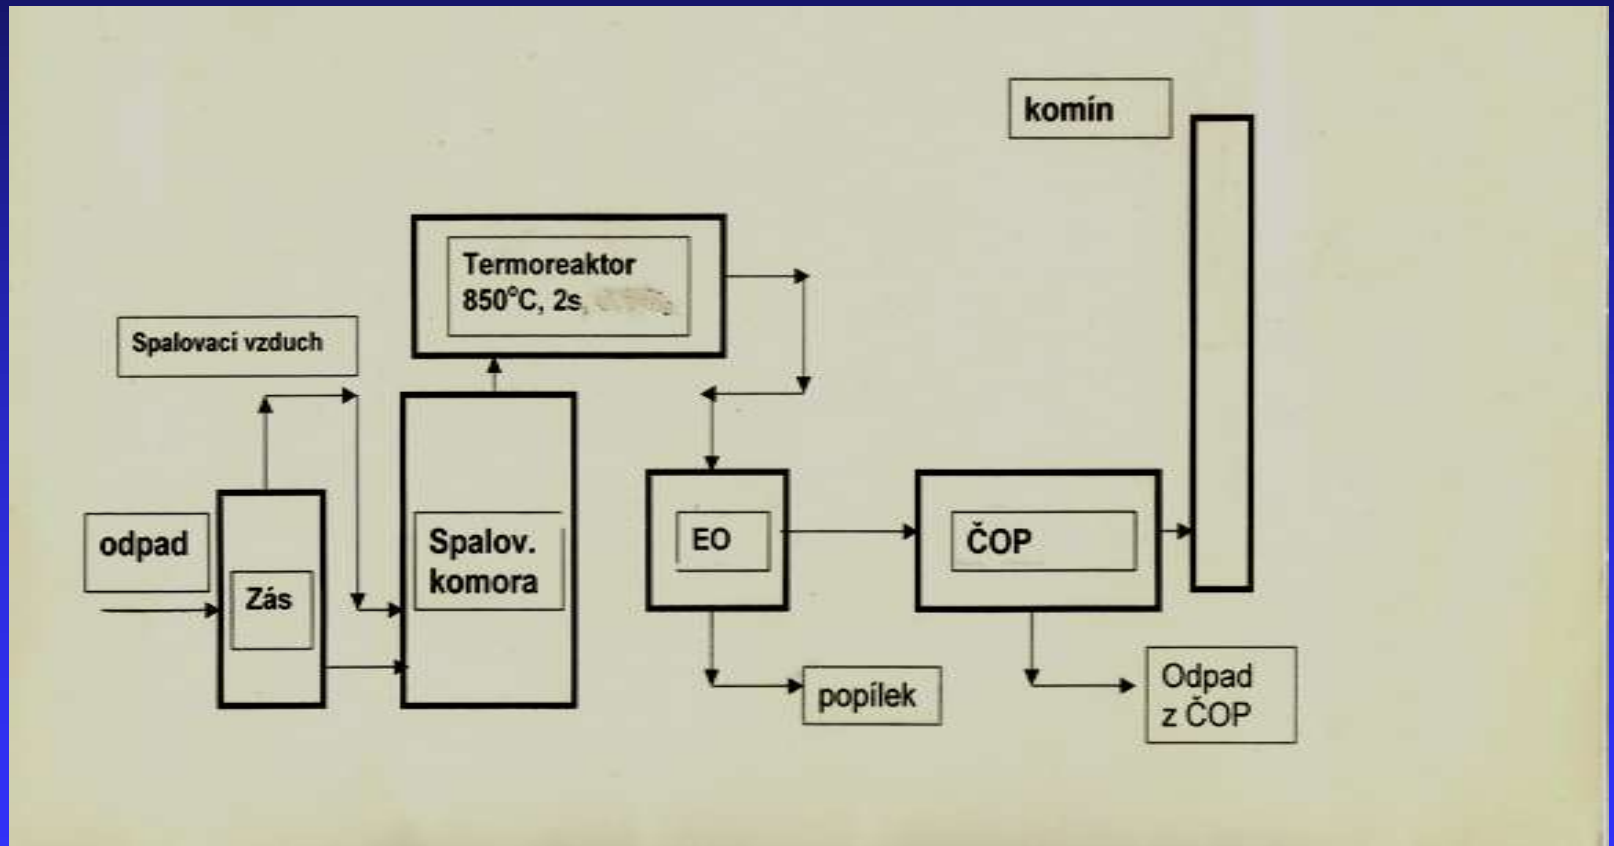 komín
Termoreaktor
850°C, 2s,
Spalovací vzduch
odpad
Zás
Spalov.
komora
EO
ČOP
popílek
Odpad
z ČOP